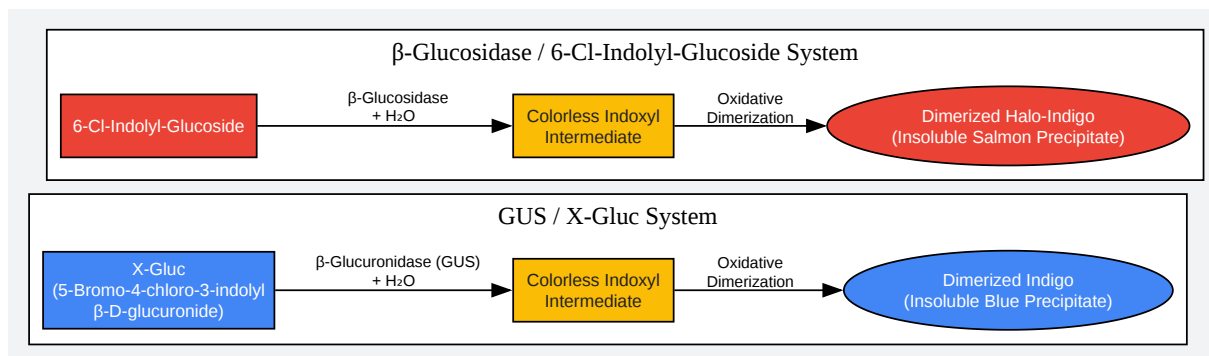 β-Glucosidase / 6-Cl-Indolyl-Glucoside System
6-Cl-Indolyl-Glucoside
β-Glucosidase
+ H₂O
Colorless Indoxyl
Intermediate
Oxidative
Dimerization
Dimerized Halo-Indigo
(Insoluble Salmon Precipitate)
GUS / X-Gluc System
X-Gluc
(5-Bromo-4-chloro-3-indolyl
β-D-glucuronide)
β-Glucuronidase (GUS)
+ H₂O
Colorless Indoxyl
Intermediate
Oxidative
Dimerization
Dimerized Indigo
(Insoluble Blue Precipitate)